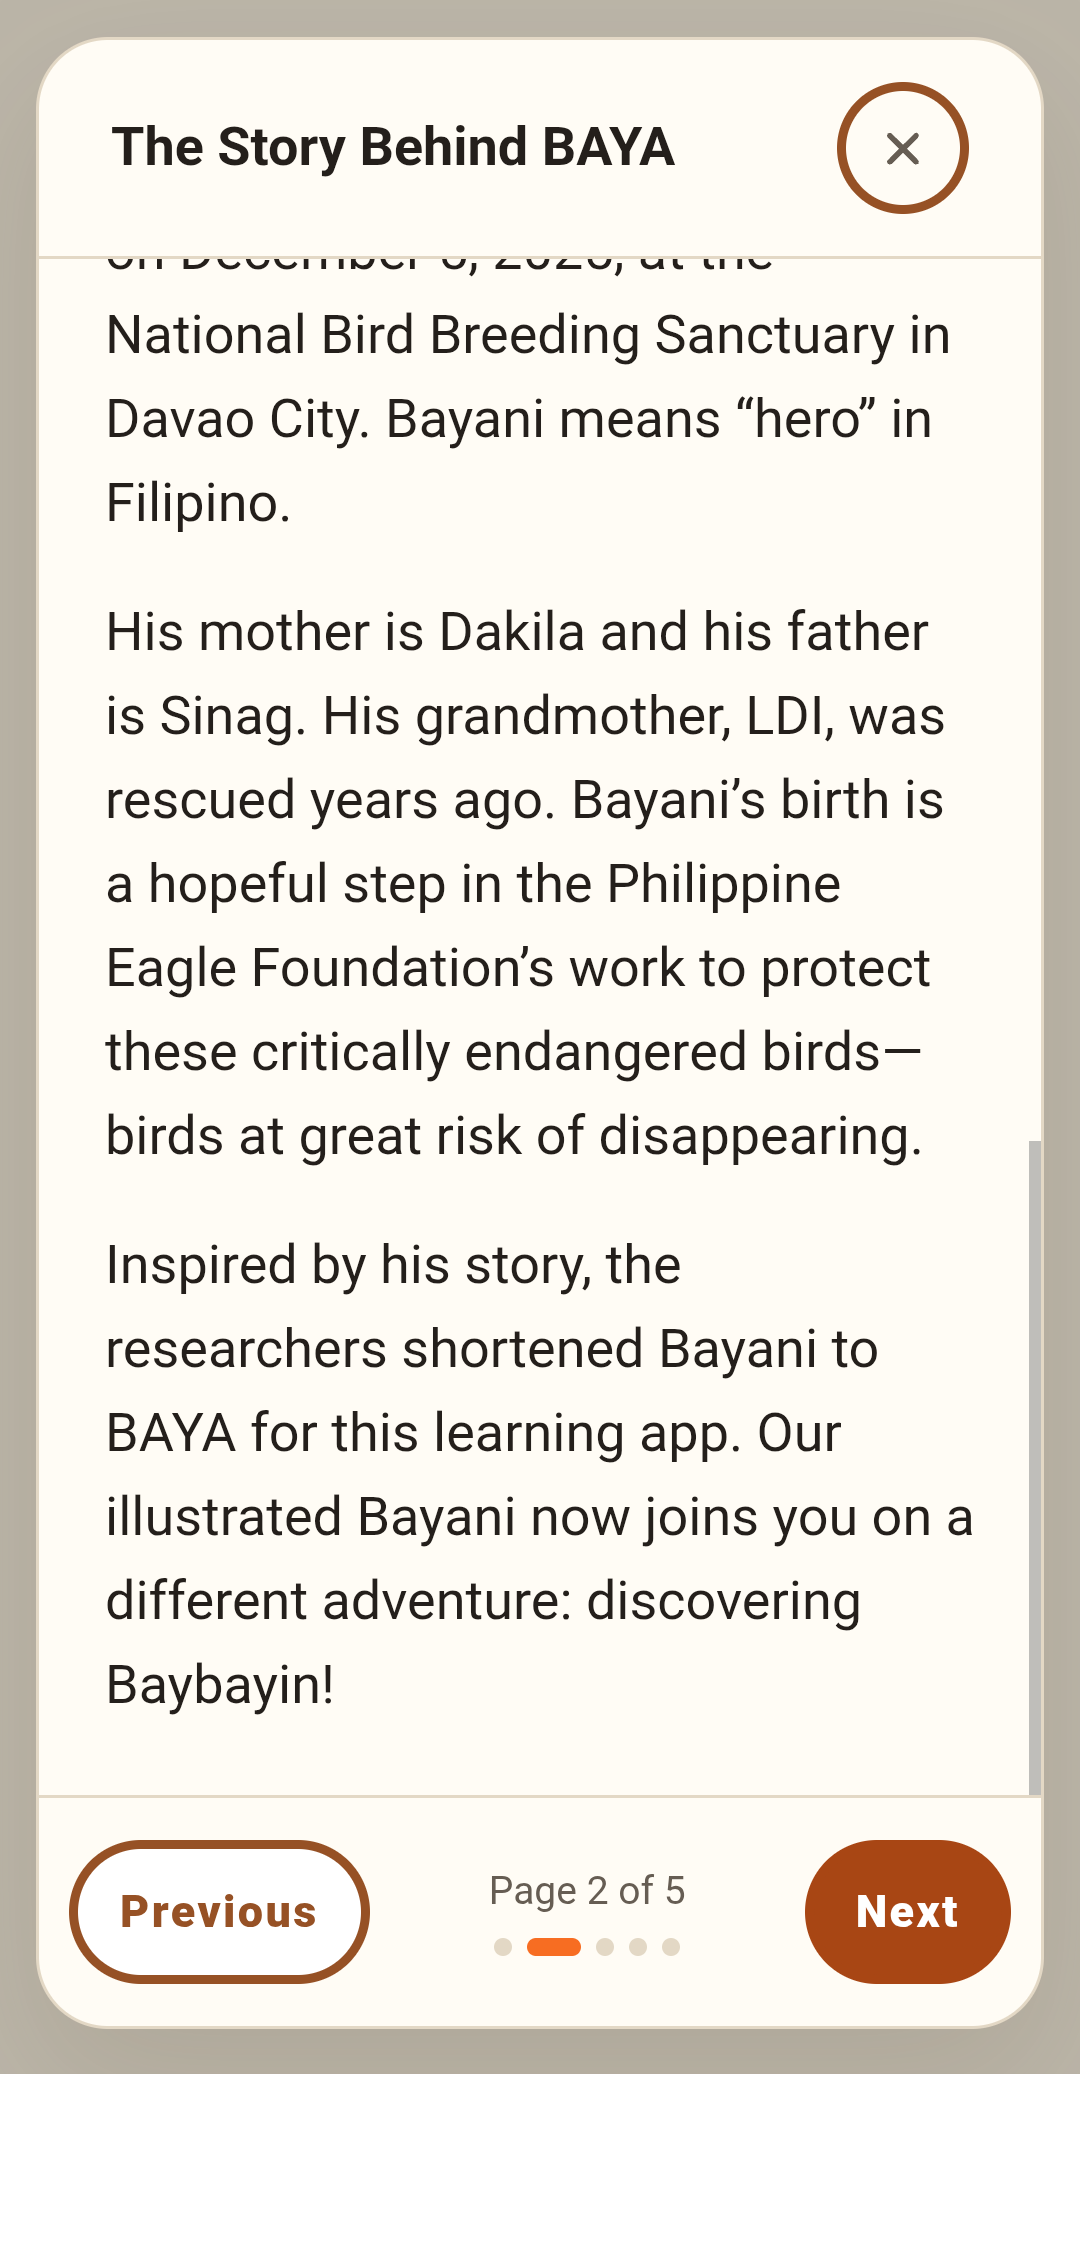 The Story Behind BAYA
at the
National Bird Breeding Sanctuary in
Davao City. Bayani means “hero” in
Filipino.
His mother is Dakila and his father
is Sinag. His grandmother, LDI, was
rescued years ago. Bayani’s birth is
a hopeful step in the Philippine
Eagle Foundation’s work to protect
these critically endangered birds—
birds at great risk of disappearing.
Inspired by his story, the
researchers shortened Bayani to
BAYA for this learning app. Our
illustrated Bayani now joins you on a
different adventure: discovering
Baybayin!
Previous
Page 2 of 5
Next